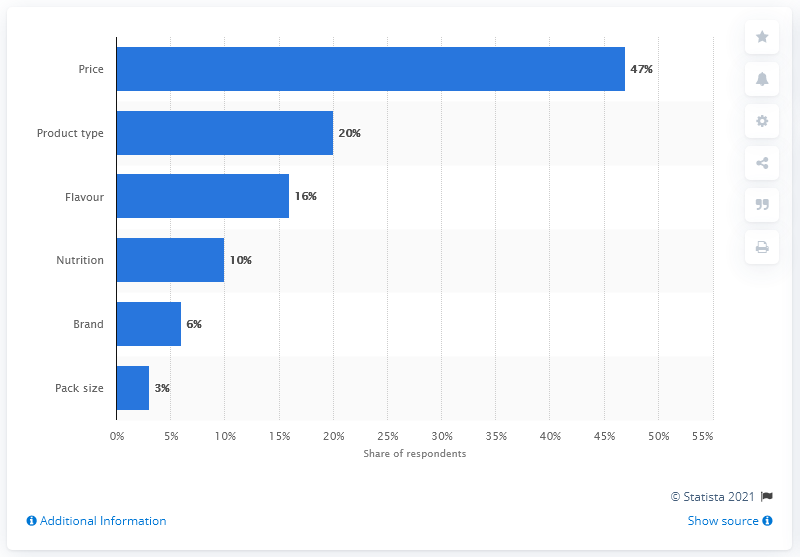 Price
47%
Product type
20%
Flavour
16%
Nutrition
10%
Brand
6%
Pack size
3%
0% 5% 10% 15% 20% 25% 30% 35% 40% 45% 50% 55%
Share of respondents
© Statista 2021
Additional Information
Show source